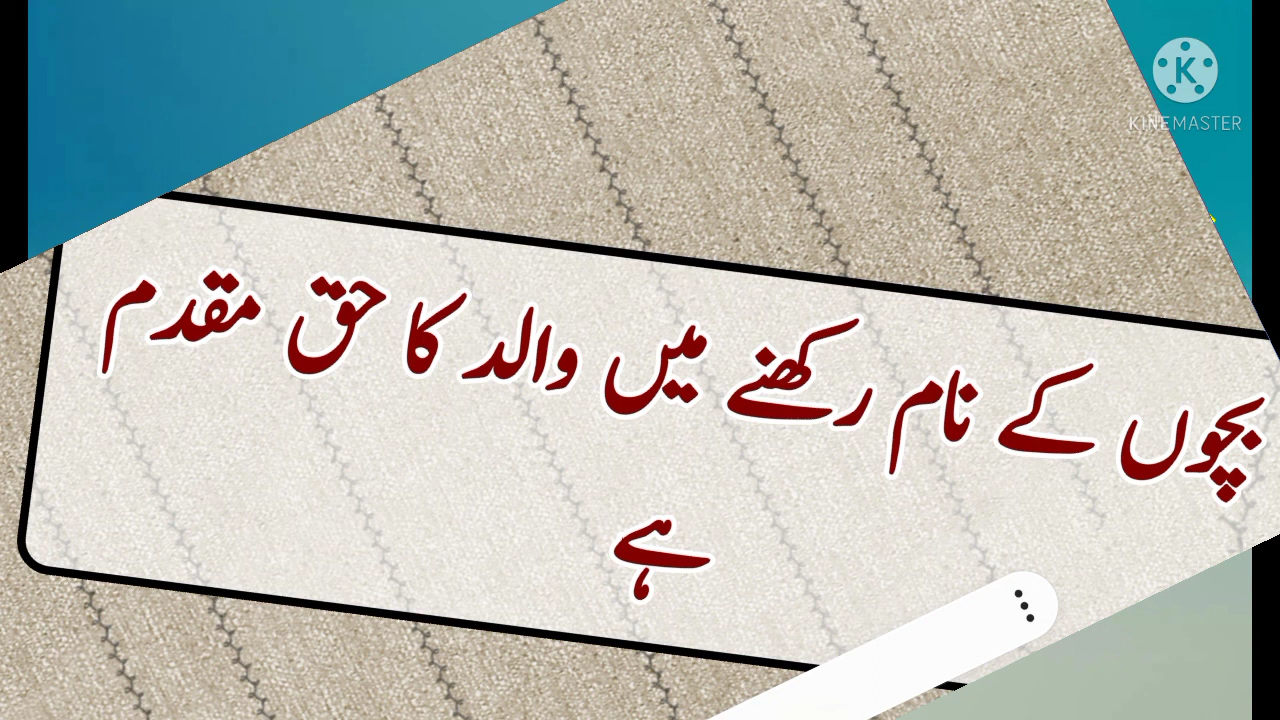 KINEMASTER
بچوں کے نام رکھنے میں والد کا حق مقدم
ہے